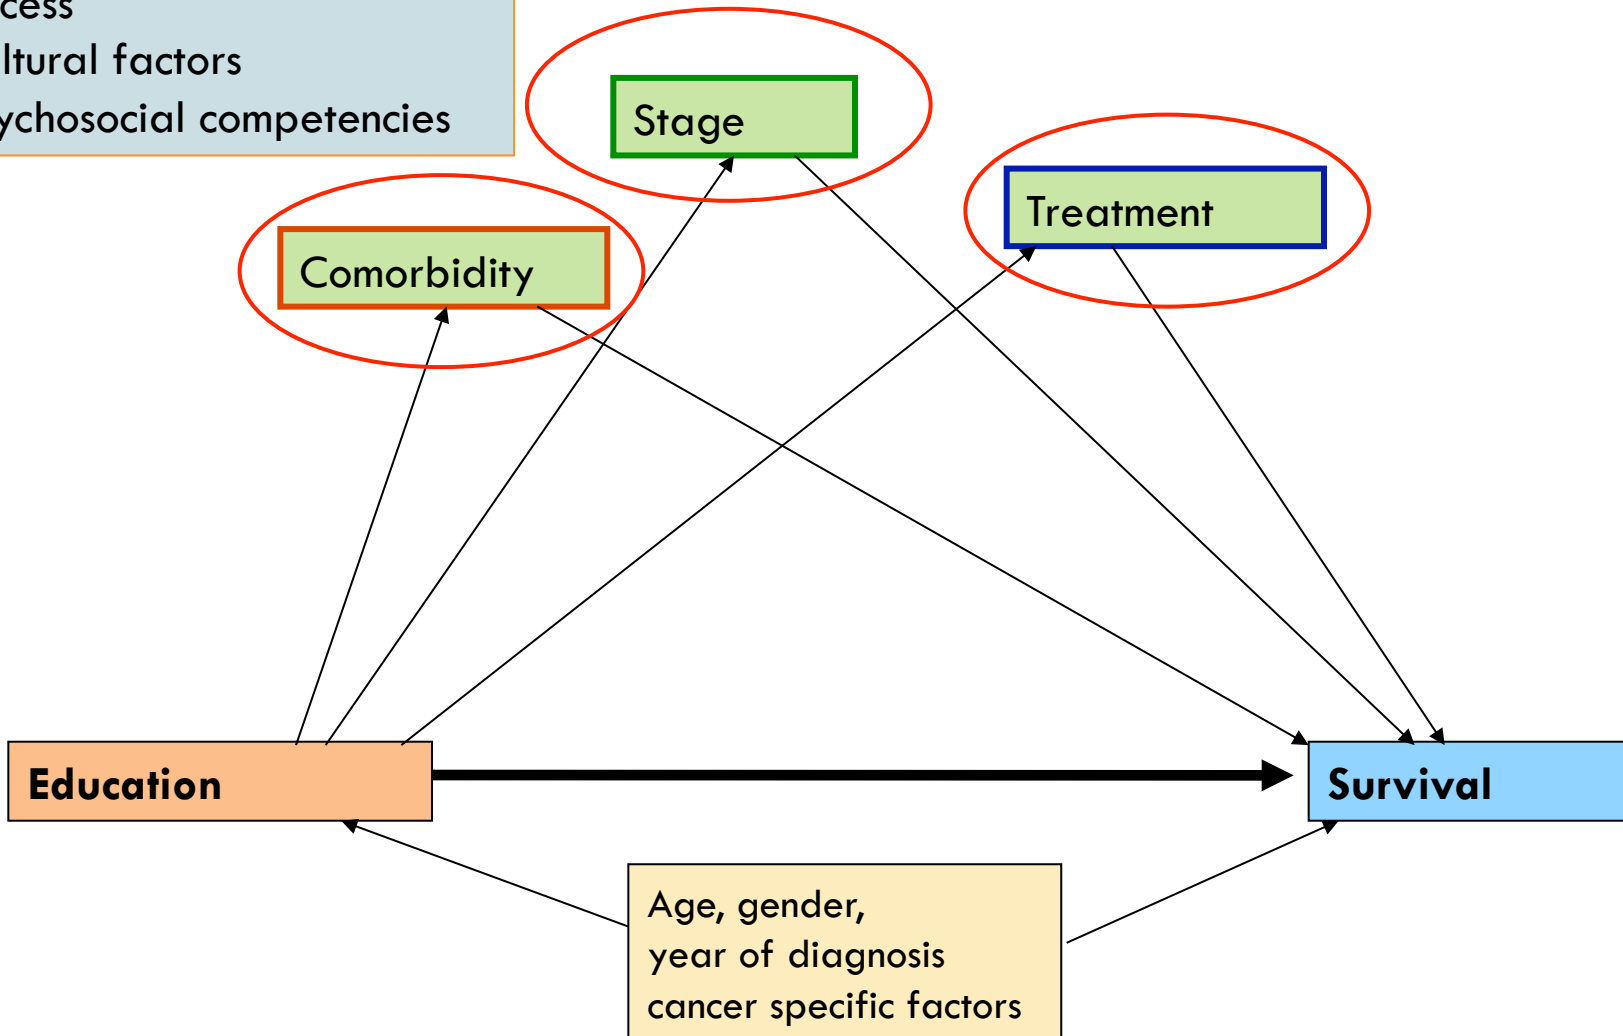 cess
ltural factors
ychosocial competencies
Stage
Treatment
Comorbidity
Education
Survival
Age, gender,
year of diagnosis
cancer specific factors